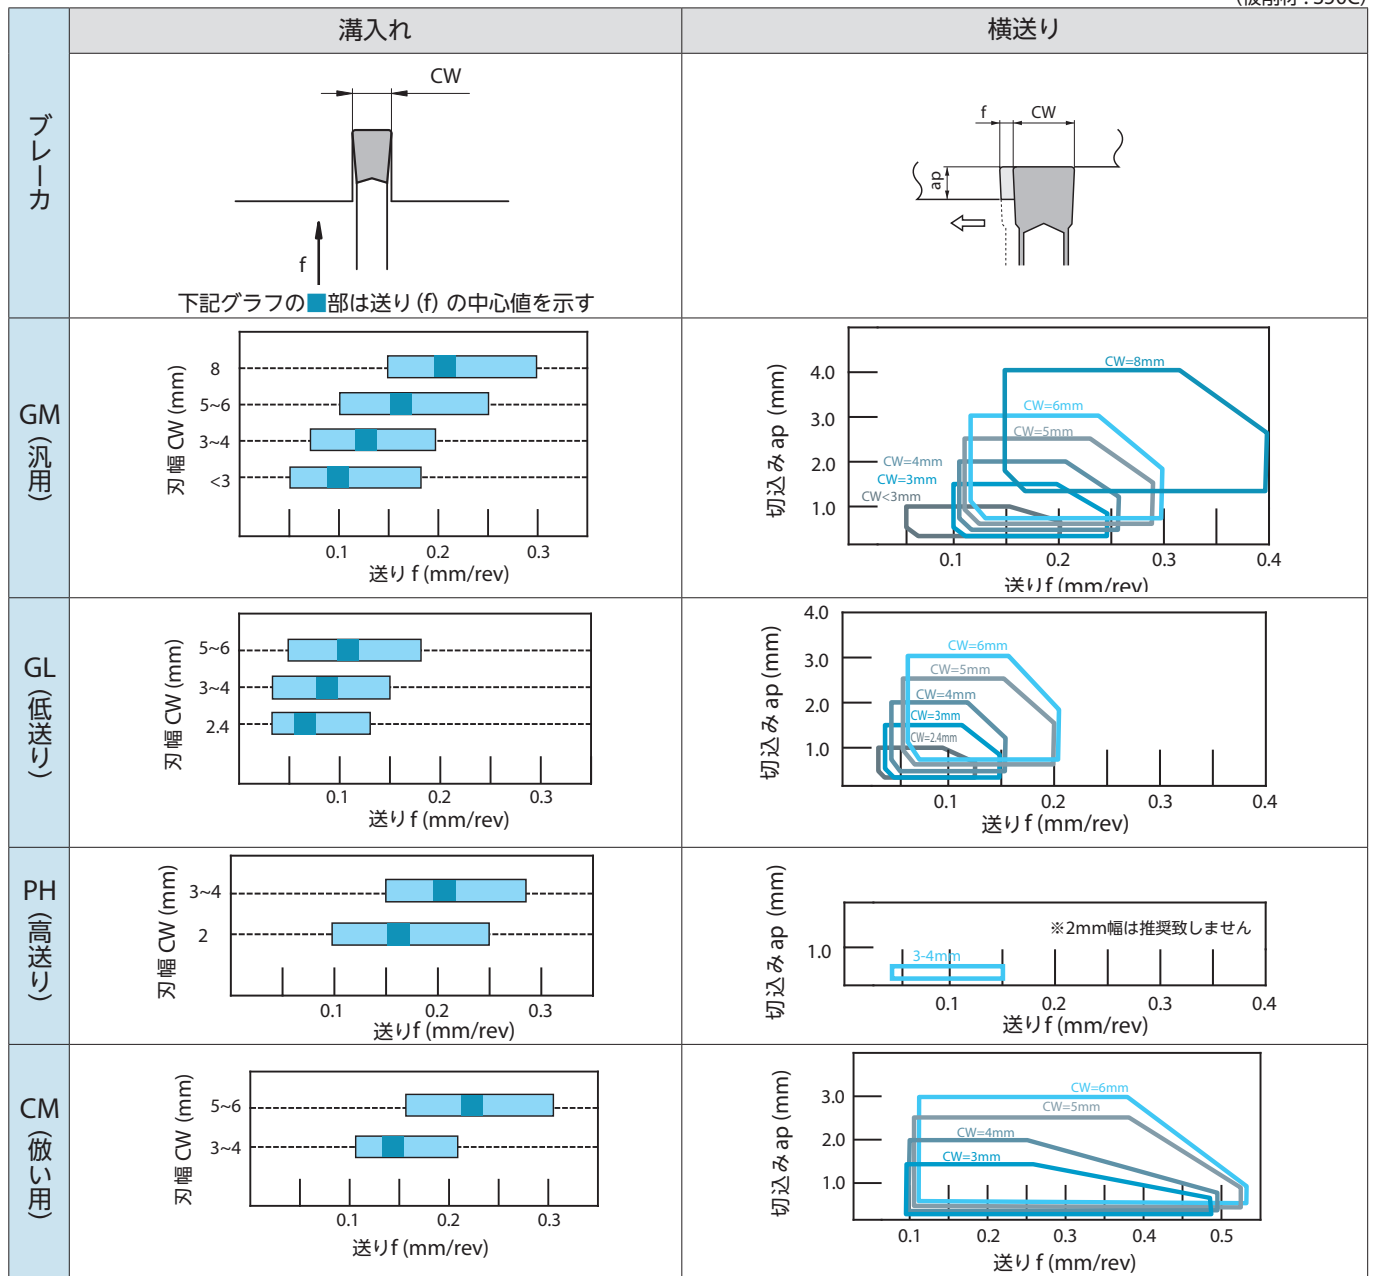 溝入れ
横送り
ブレーカ
CW
f
下記グラフの■部は送り(f) の中心値を示す
f
CW
ap
GM(汎用)
刃幅 CW (mm)
8
5~6
3~4
<3
0.1
0.2
0.3
送り f (mm/rev)
切込み ap (mm)
4.0
3.0
2.0
1.0
CW=8mm
CW=6mm
CW=5mm
CW=4mm
CW=3mm
CW<3mm
0.1
0.2
0.3
0.4
送り f (mm/rev)
GL(低送り)
刃幅 CW (mm)
5~6
3~4
2.4
0.1
0.2
0.3
送り f (mm/rev)
切込み ap (mm)
4.0
3.0
2.0
1.0
CW=6mm
CW=5mm
CW=4mm
CW=3mm
CW=2.4mm
0.1
0.2
0.3
0.4
送り f (mm/rev)
PH(高送り)
刃幅 CW (mm)
3~4
2
0.1
0.2
0.3
送りf (mm/rev)
切込み ap (mm)
1.0
※2mm幅は推奨致しません
3-4mm
0.1
0.2
0.3
0.4
送りf (mm/rev)
CM(倣い用)
刃幅 CW (mm)
5~6
3~4
0.1
0.2
0.3
送りf (mm/rev)
切込み ap (mm)
3.0
2.0
1.0
CW=6mm
CW=5mm
CW=4mm
CW=3mm
0.1
0.2
0.3
0.4
0.5
送り f (mm/rev)